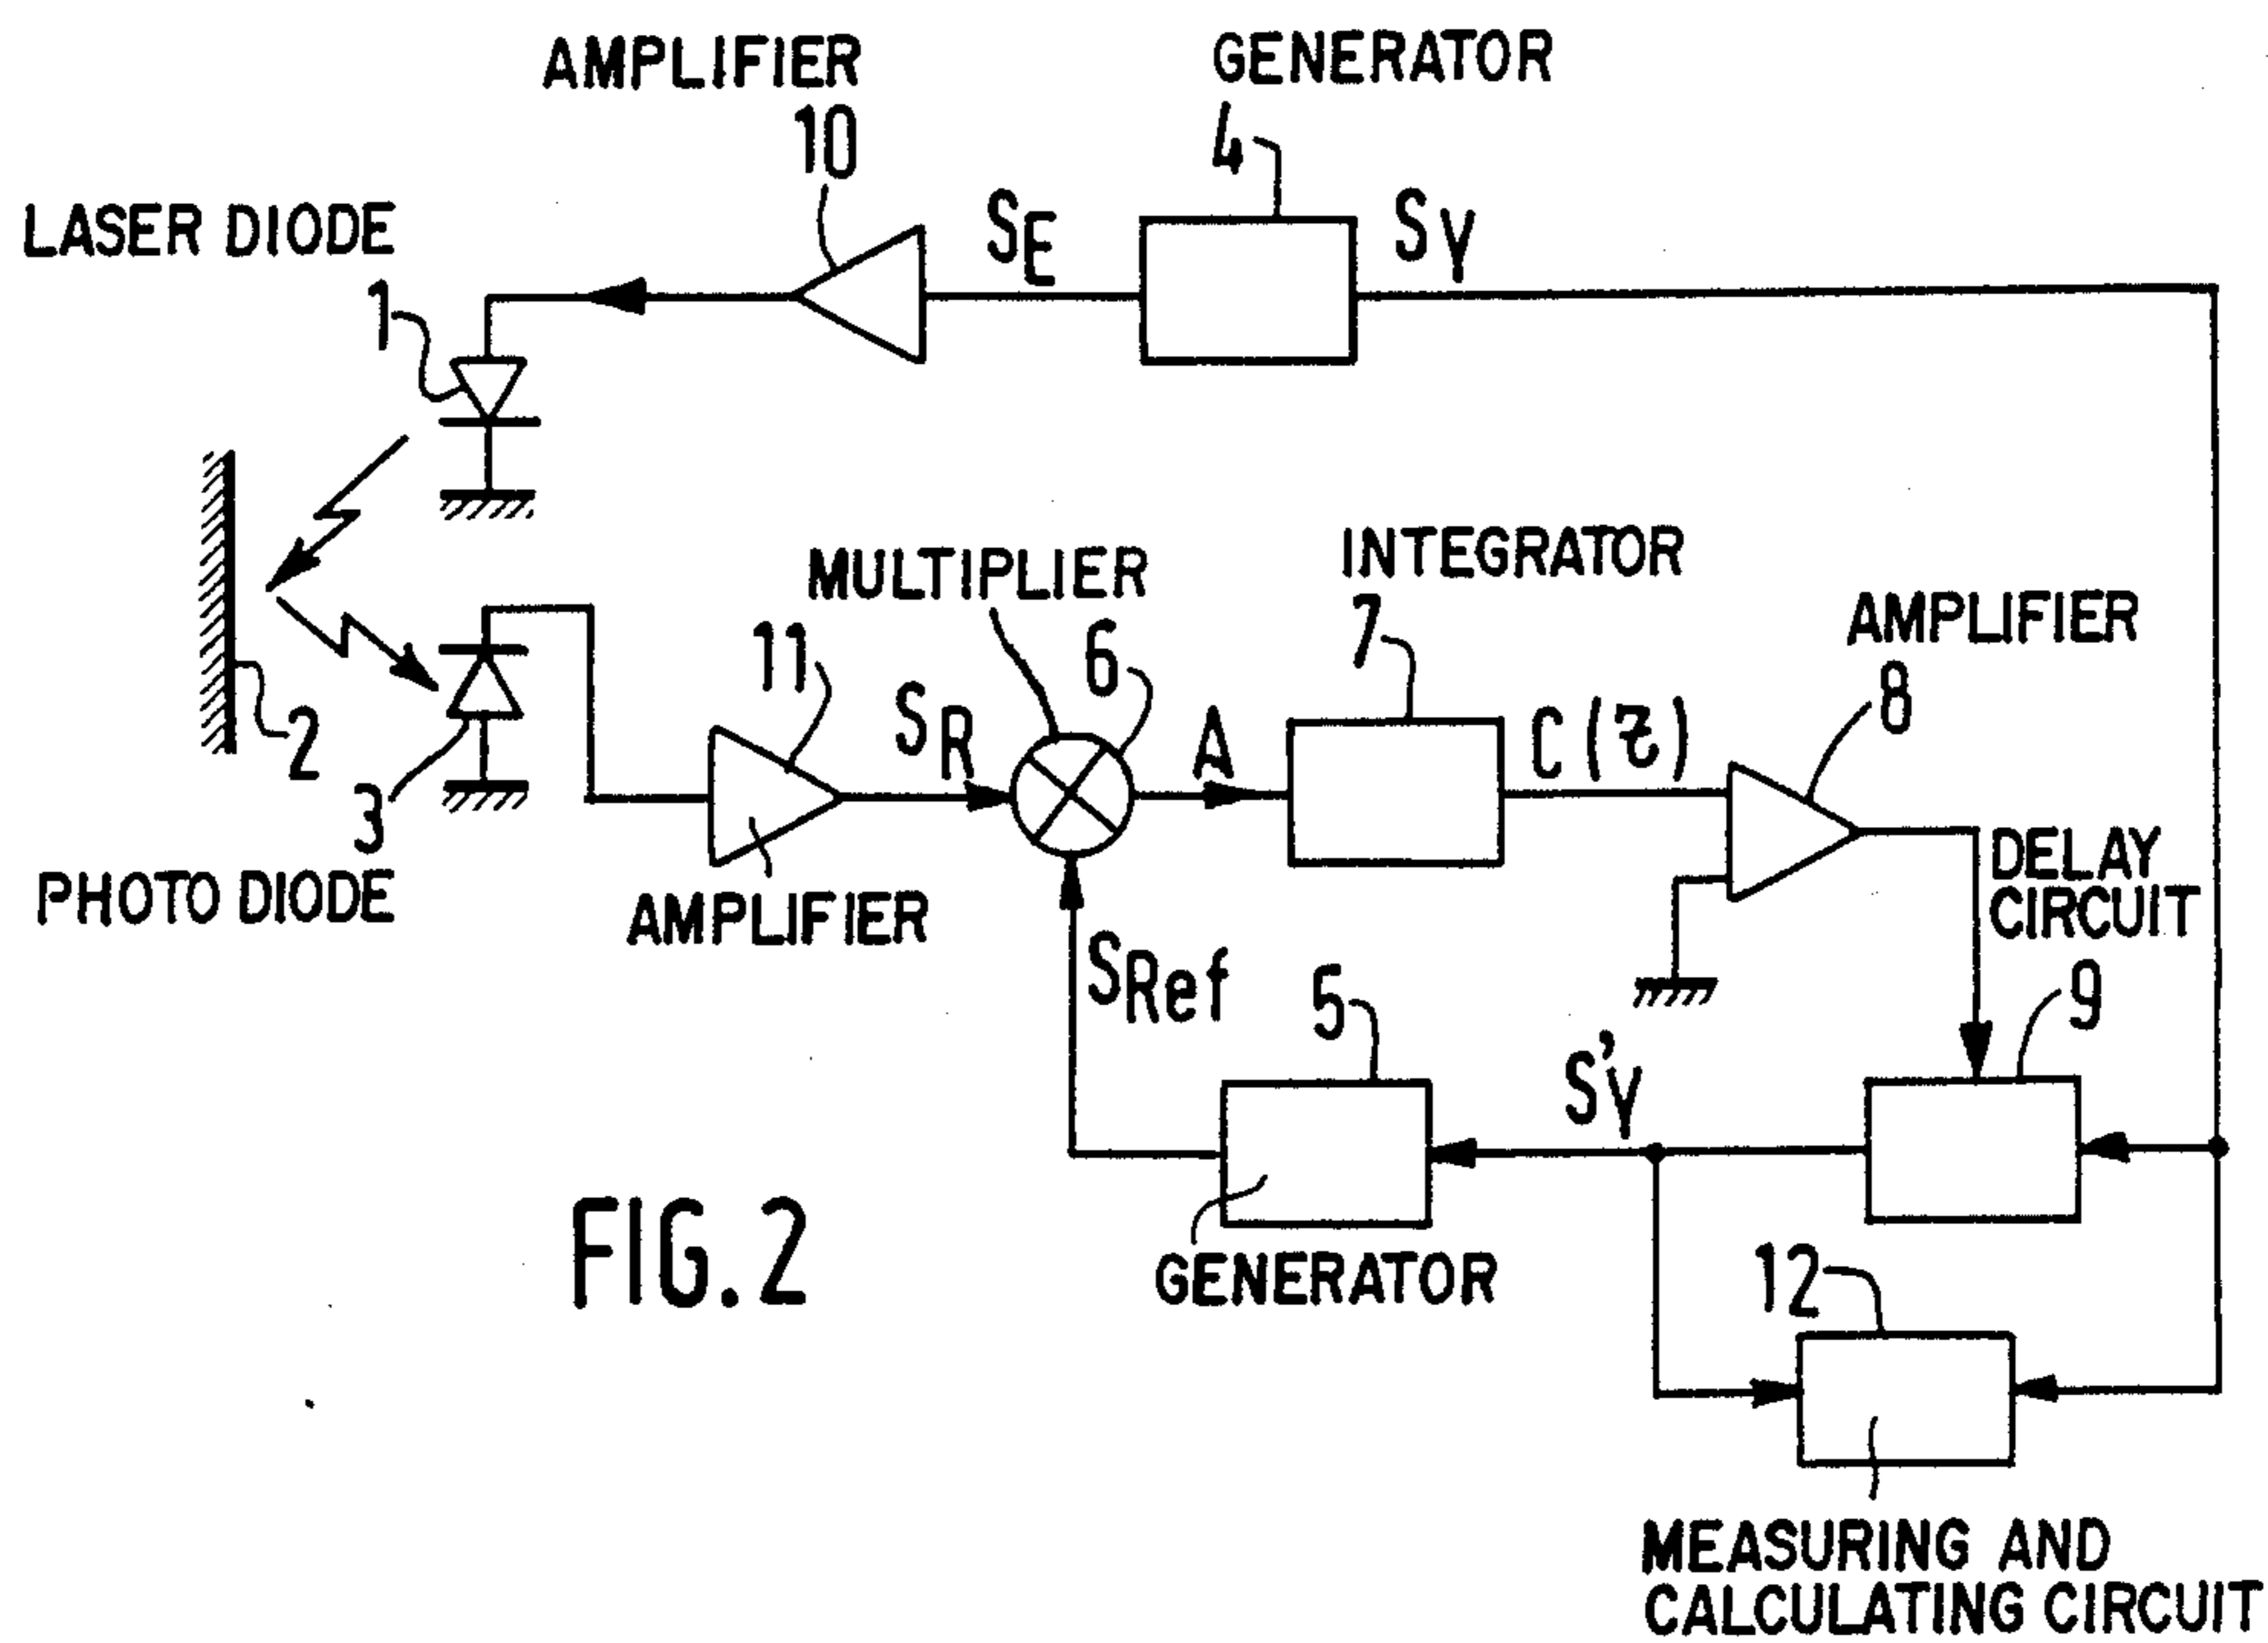 AMPLIFIER
10
GENERATOR
4
LASER DIODE
1
SE
SY
MULTIPLIER
6
INTEGRATOR
7
AMPLIFIER
8
2
3
PHOTO DIODE
11
SR
A
C(τ)
AMPLIFIER
DELAY
CIRCUIT
9
SRef
5
S'Y
GENERATOR
12
FIG. 2
MEASURING AND
CALCULATING CIRCUIT